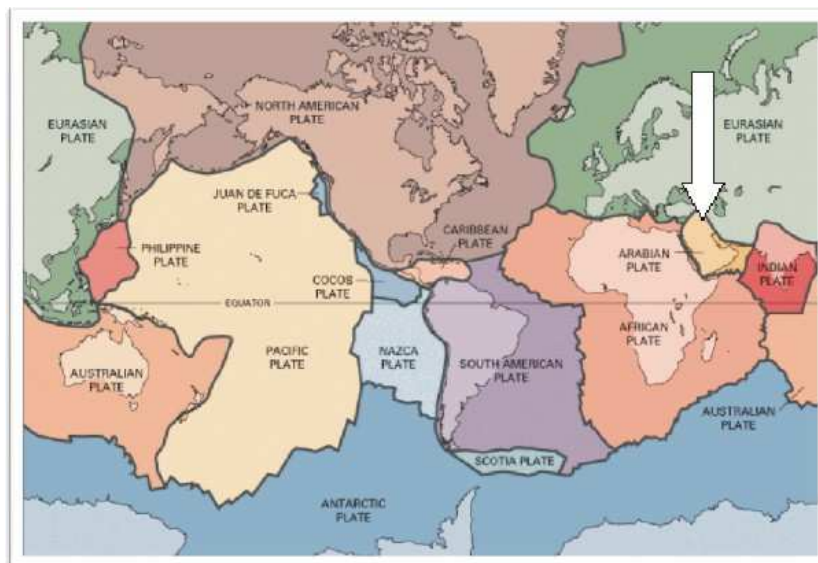 NORTH AMERICAN
PLATE
EURASIAN
PLATE
EURASIAN
PLATE
JUAN DE FUCA
PLATE
CARIBBEAN
PLATE
PHILIPPINE
PLATE
ARABIAN
PLATE
INDIAN
PLATE
COCOS
PLATE
EQUATOR
AFRICAN
PLATE
PACIFIC
PLATE
NAZCA
PLATE
SOUTH AMERICAN
PLATE
AUSTRALIAN
PLATE
AUSTRALIAN
PLATE
SCOTIA PLATE
ANTARCTIC
PLATE